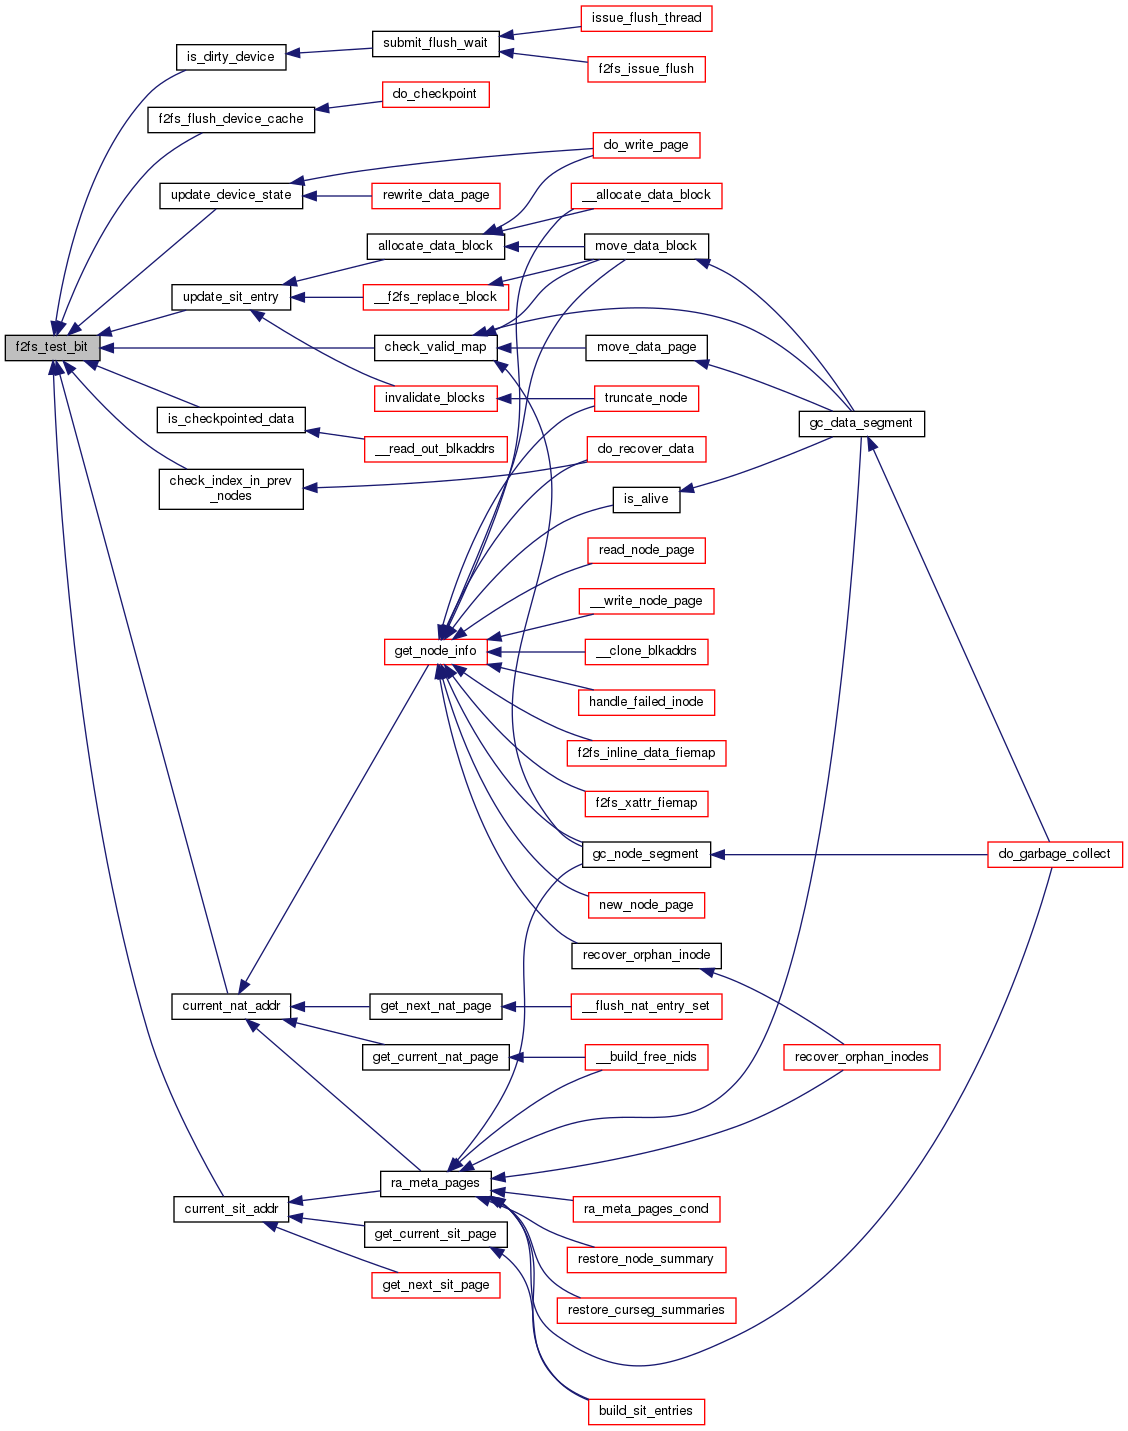 issue_flush_thread
submit_flush_wait
is_dirty_device
f2fs_issue_flush
do_checkpoint
f2fs_flush_device_cache
do_write_page
update_device_state
rewrite_data_page
__allocate_data_block
allocate_data_block
move_data_block
update_sit_entry
__f2fs_replace_block
f2fs_test_bit
check_valid_map
move_data_page
invalidate_blocks
truncate_node
is_checkpointed_data
gc_data_segment
__read_out_blkaddrs
do_recover_data
check_index_in_prev
_nodes
is_alive
read_node_page
__write_node_page
get_node_info
__clone_blkaddrs
handle_failed_inode
f2fs_inline_data_fiemap
f2fs_xattr_fiemap
gc_node_segment
do_garbage_collect
new_node_page
recover_orphan_inode
current_nat_addr
get_next_nat_page
__flush_nat_entry_set
get_current_nat_page
__build_free_nids
recover_orphan_inodes
ra_meta_pages
current_sit_addr
ra_meta_pages_cond
get_current_sit_page
restore_node_summary
get_next_sit_page
restore_curseg_summaries
build_sit_entries